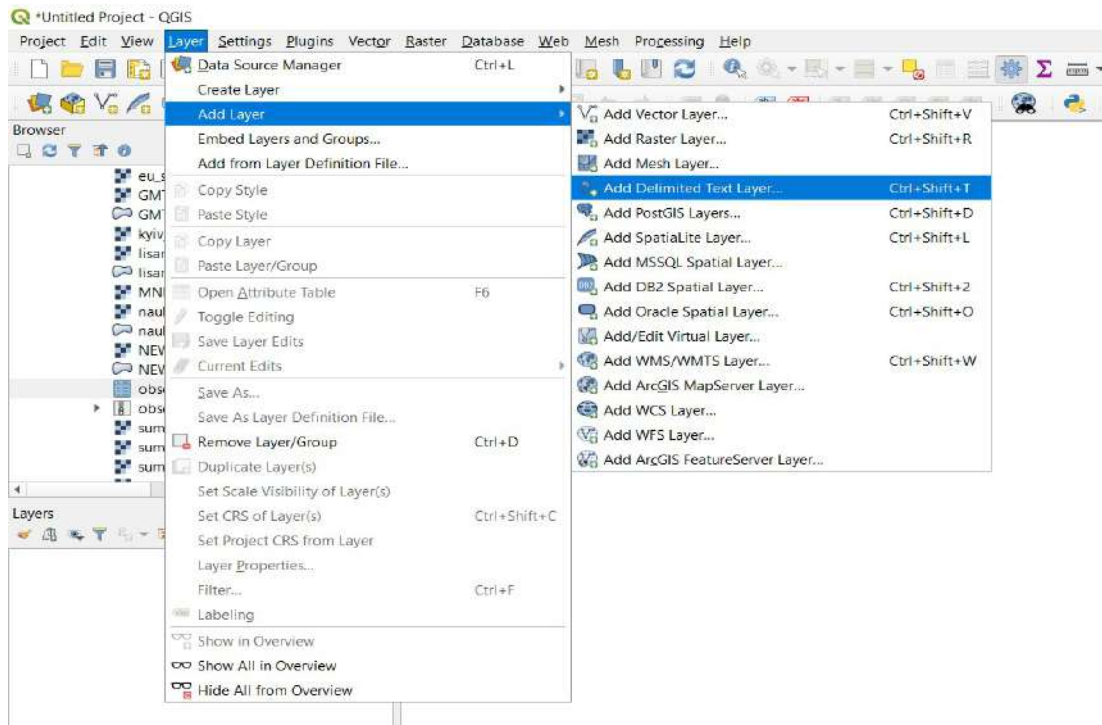 *Untitled Project - QGIS
Project Edit View Layer Settings Plugins Vector Raster Database Web Mesh Processing Help
Data Source Manager Ctrl+L
Create Layer
Add Layer
Embed Layers and Groups...
Add from Layer Definition File...
Copy Style
Paste Style
Copy Layer
Paste Layer/Group
Open Attribute Table F6
Toggle Editing
Save Layer Edits
Current Edits
Save As...
Save As Layer Definition File...
Remove Layer/Group Ctrl+D
Duplicate Layer(s)
Set Scale Visibility of Layer(s)
Set CRS of Layer(s) Ctrl+Shift+C
Set Project CRS from Layer
Layer Properties...
Filter... Ctrl+F
Labeling
Show in Overview
Show All in Overview
Hide All from Overview
Add Vector Layer... Ctrl+Shift+V
Add Raster Layer... Ctrl+Shift+R
Add Mesh Layer...
Add Delimited Text Layer... Ctrl+Shift+T
Add PostGIS Layers... Ctrl+Shift+D
Add SpatiaLite Layer... Ctrl+Shift+L
Add MSSQL Spatial Layer...
Add DB2 Spatial Layer... Ctrl+Shift+2
Add Oracle Spatial Layer... Ctrl+Shift+O
Add/Edit Virtual Layer...
Add WMS/WMTS Layer... Ctrl+Shift+W
Add ArcGIS MapServer Layer...
Add WCS Layer...
Add WFS Layer...
Add ArcGIS FeatureServer Layer...
Browser
eu_s
GMT
GMT
kyiv
lisar
lisar
MNI
naul
naul
NEW
NEW
obse
obse
sum
sum
sum
Layers